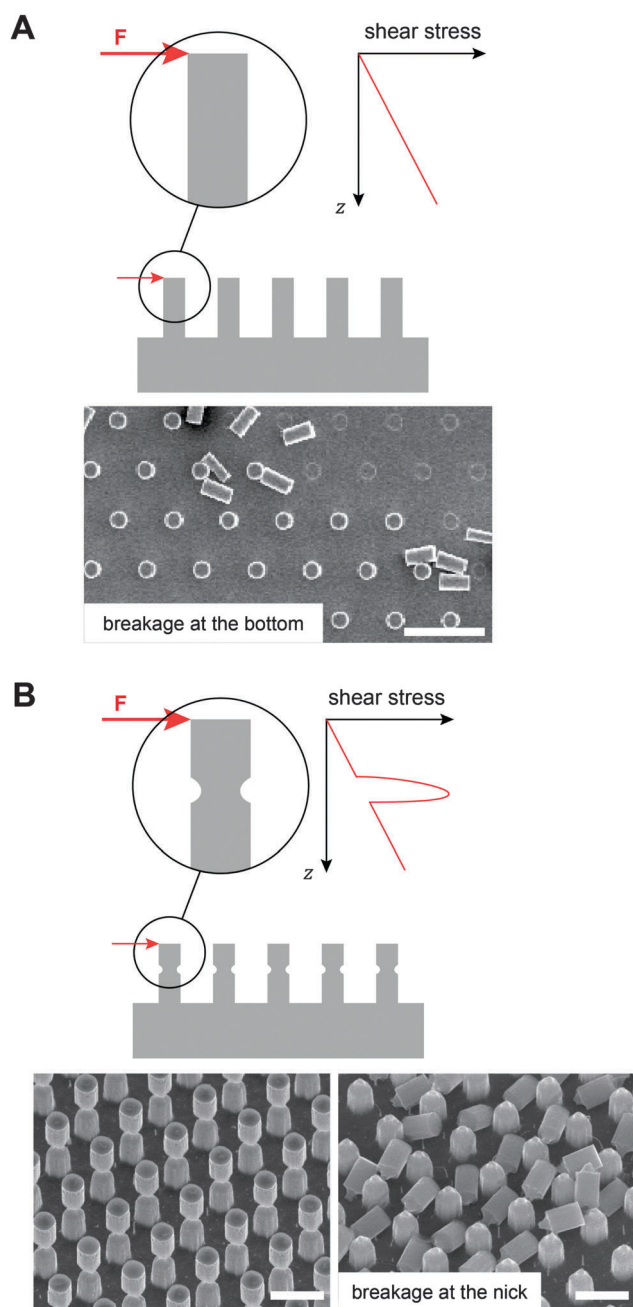 A
F
shear stress
z
breakage at the bottom
B
F
shear stress
z
breakage at the nick